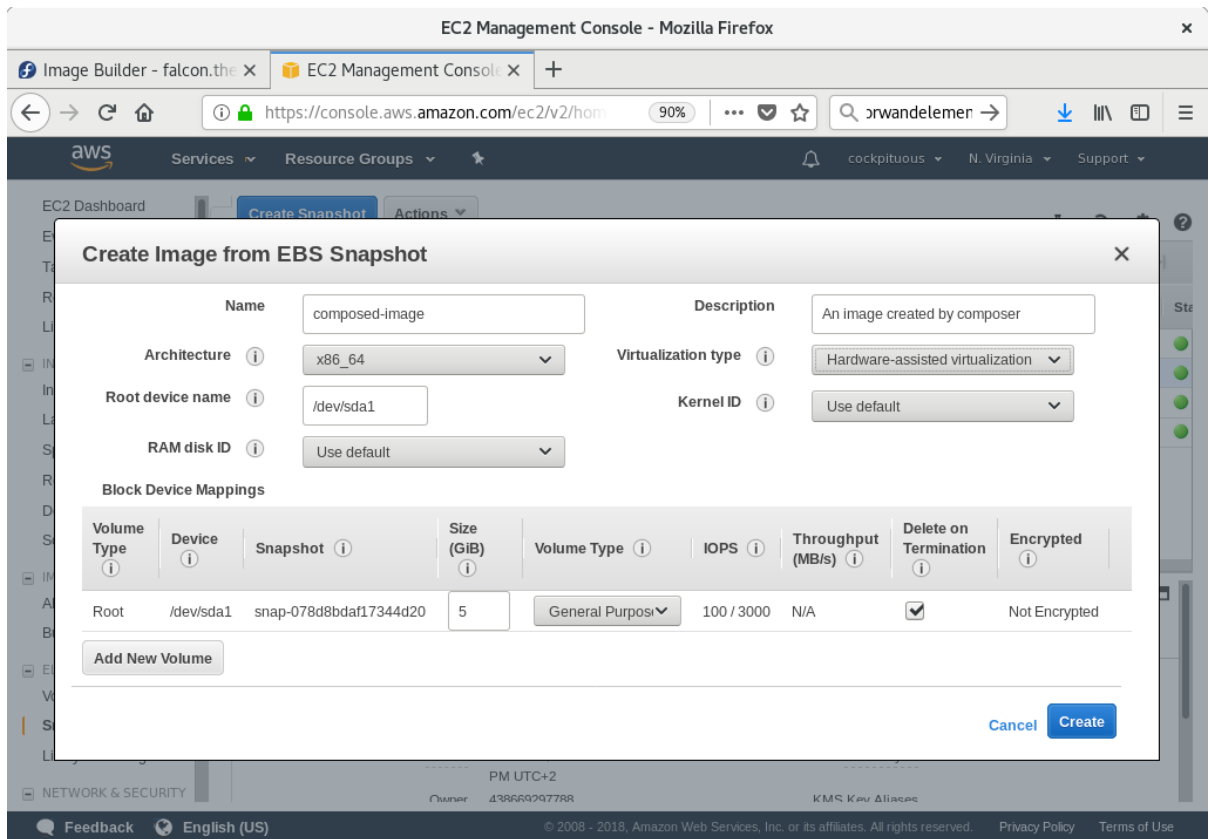 EC2 Management Console - Mozilla Firefox
Image Builder - falcon.the
EC2 Management Console
https://console.aws.amazon.com/ec2/v2/hom
90%
orwandelemen
aws
Services
Resource Groups
cockpituous
N. Virginia
Support
EC2 Dashboard
Create Snapshot
Actions
Create Image from EBS Snapshot
Name
composed-image
Description
An image created by composer
Architecture
x86_64
Virtualization type
Hardware-assisted virtualization
Root device name
/dev/sda1
Kernel ID
Use default
RAM disk ID
Use default
Block Device Mappings
Volume Type
Device
Snapshot
Size (GiB)
Volume Type
IOPS
Throughput (MB/s)
Delete on Termination
Encrypted
Root
/dev/sda1
snap-078d8bdaf17344d20
5
General Purpos
100 / 3000
N/A
Not Encrypted
Add New Volume
Cancel
Create
PM UTC+2
Owner
438669297788
KMS Key Aliases
NETWORK & SECURITY
Feedback
English (US)
© 2008 - 2018, Amazon Web Services, Inc. or its affiliates. All rights reserved.
Privacy Policy
Terms of Use